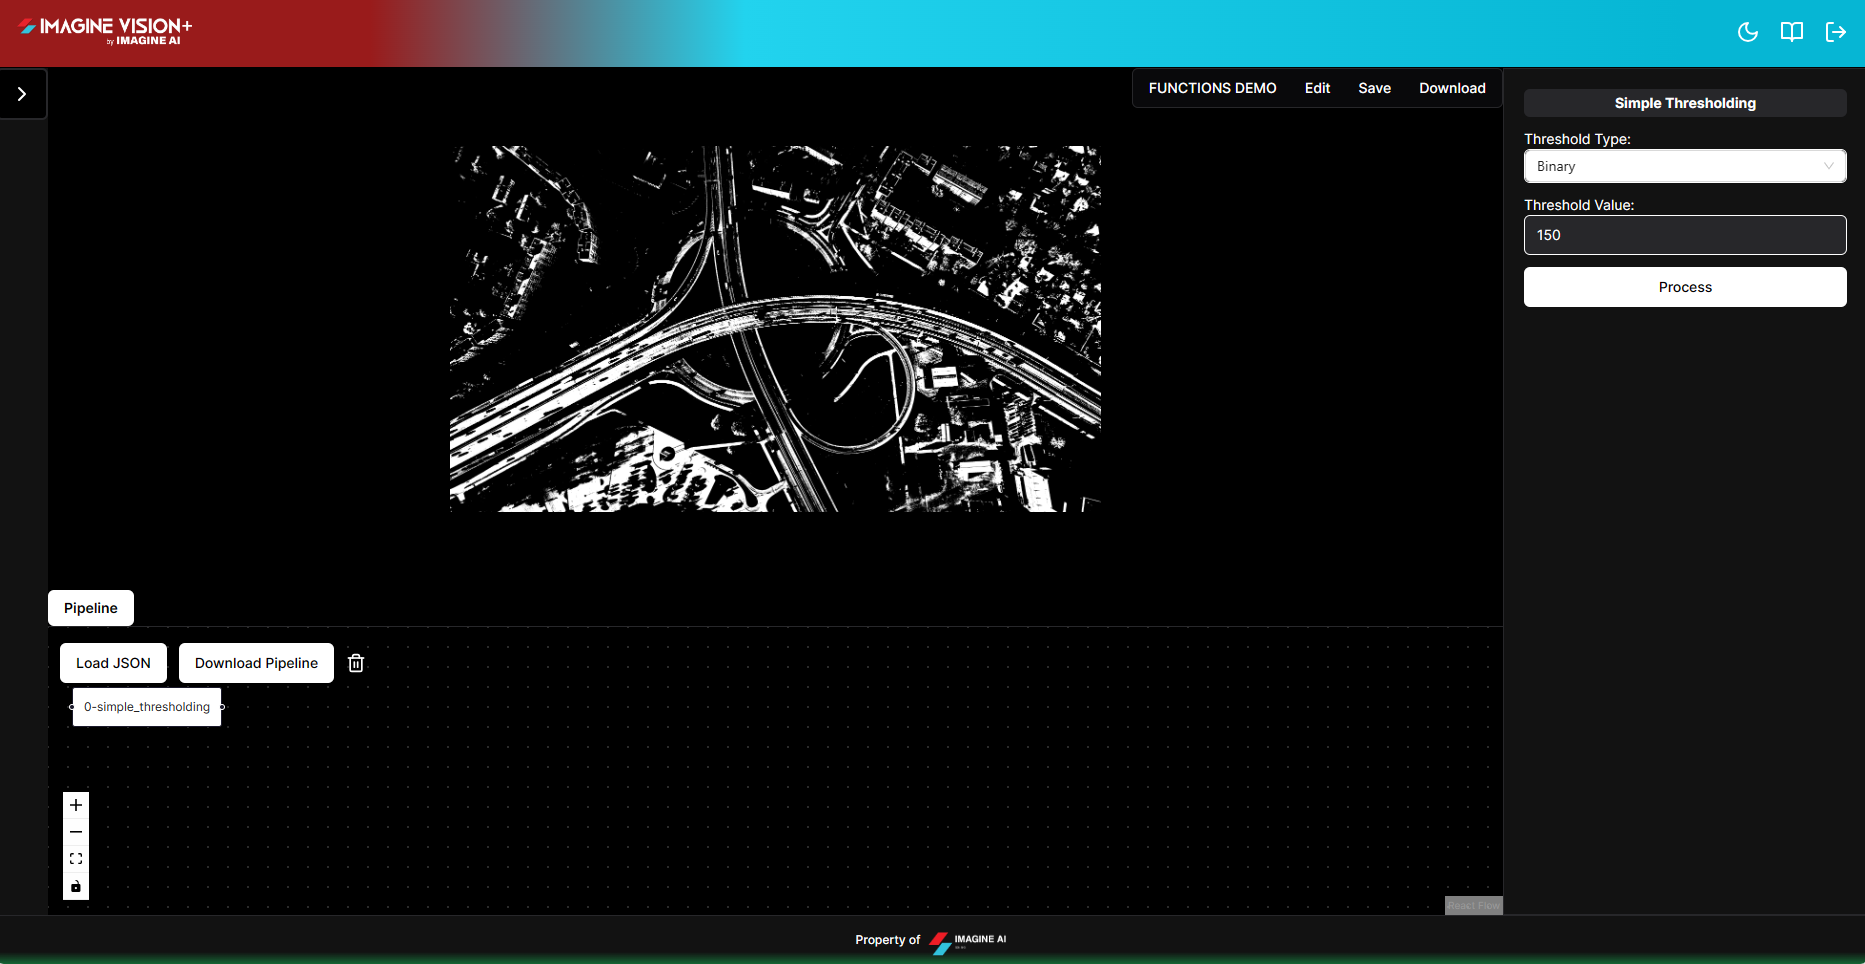 IMAGINE VISION+
by IMAGINE AI
FUNCTIONS DEMO
Edit
Save
Download
Simple Thresholding
Threshold Type:
Binary
Threshold Value:
150
Process
Pipeline
Load JSON
Download Pipeline
0-simple_thresholding
React Flow
Property of
IMAGINE AI